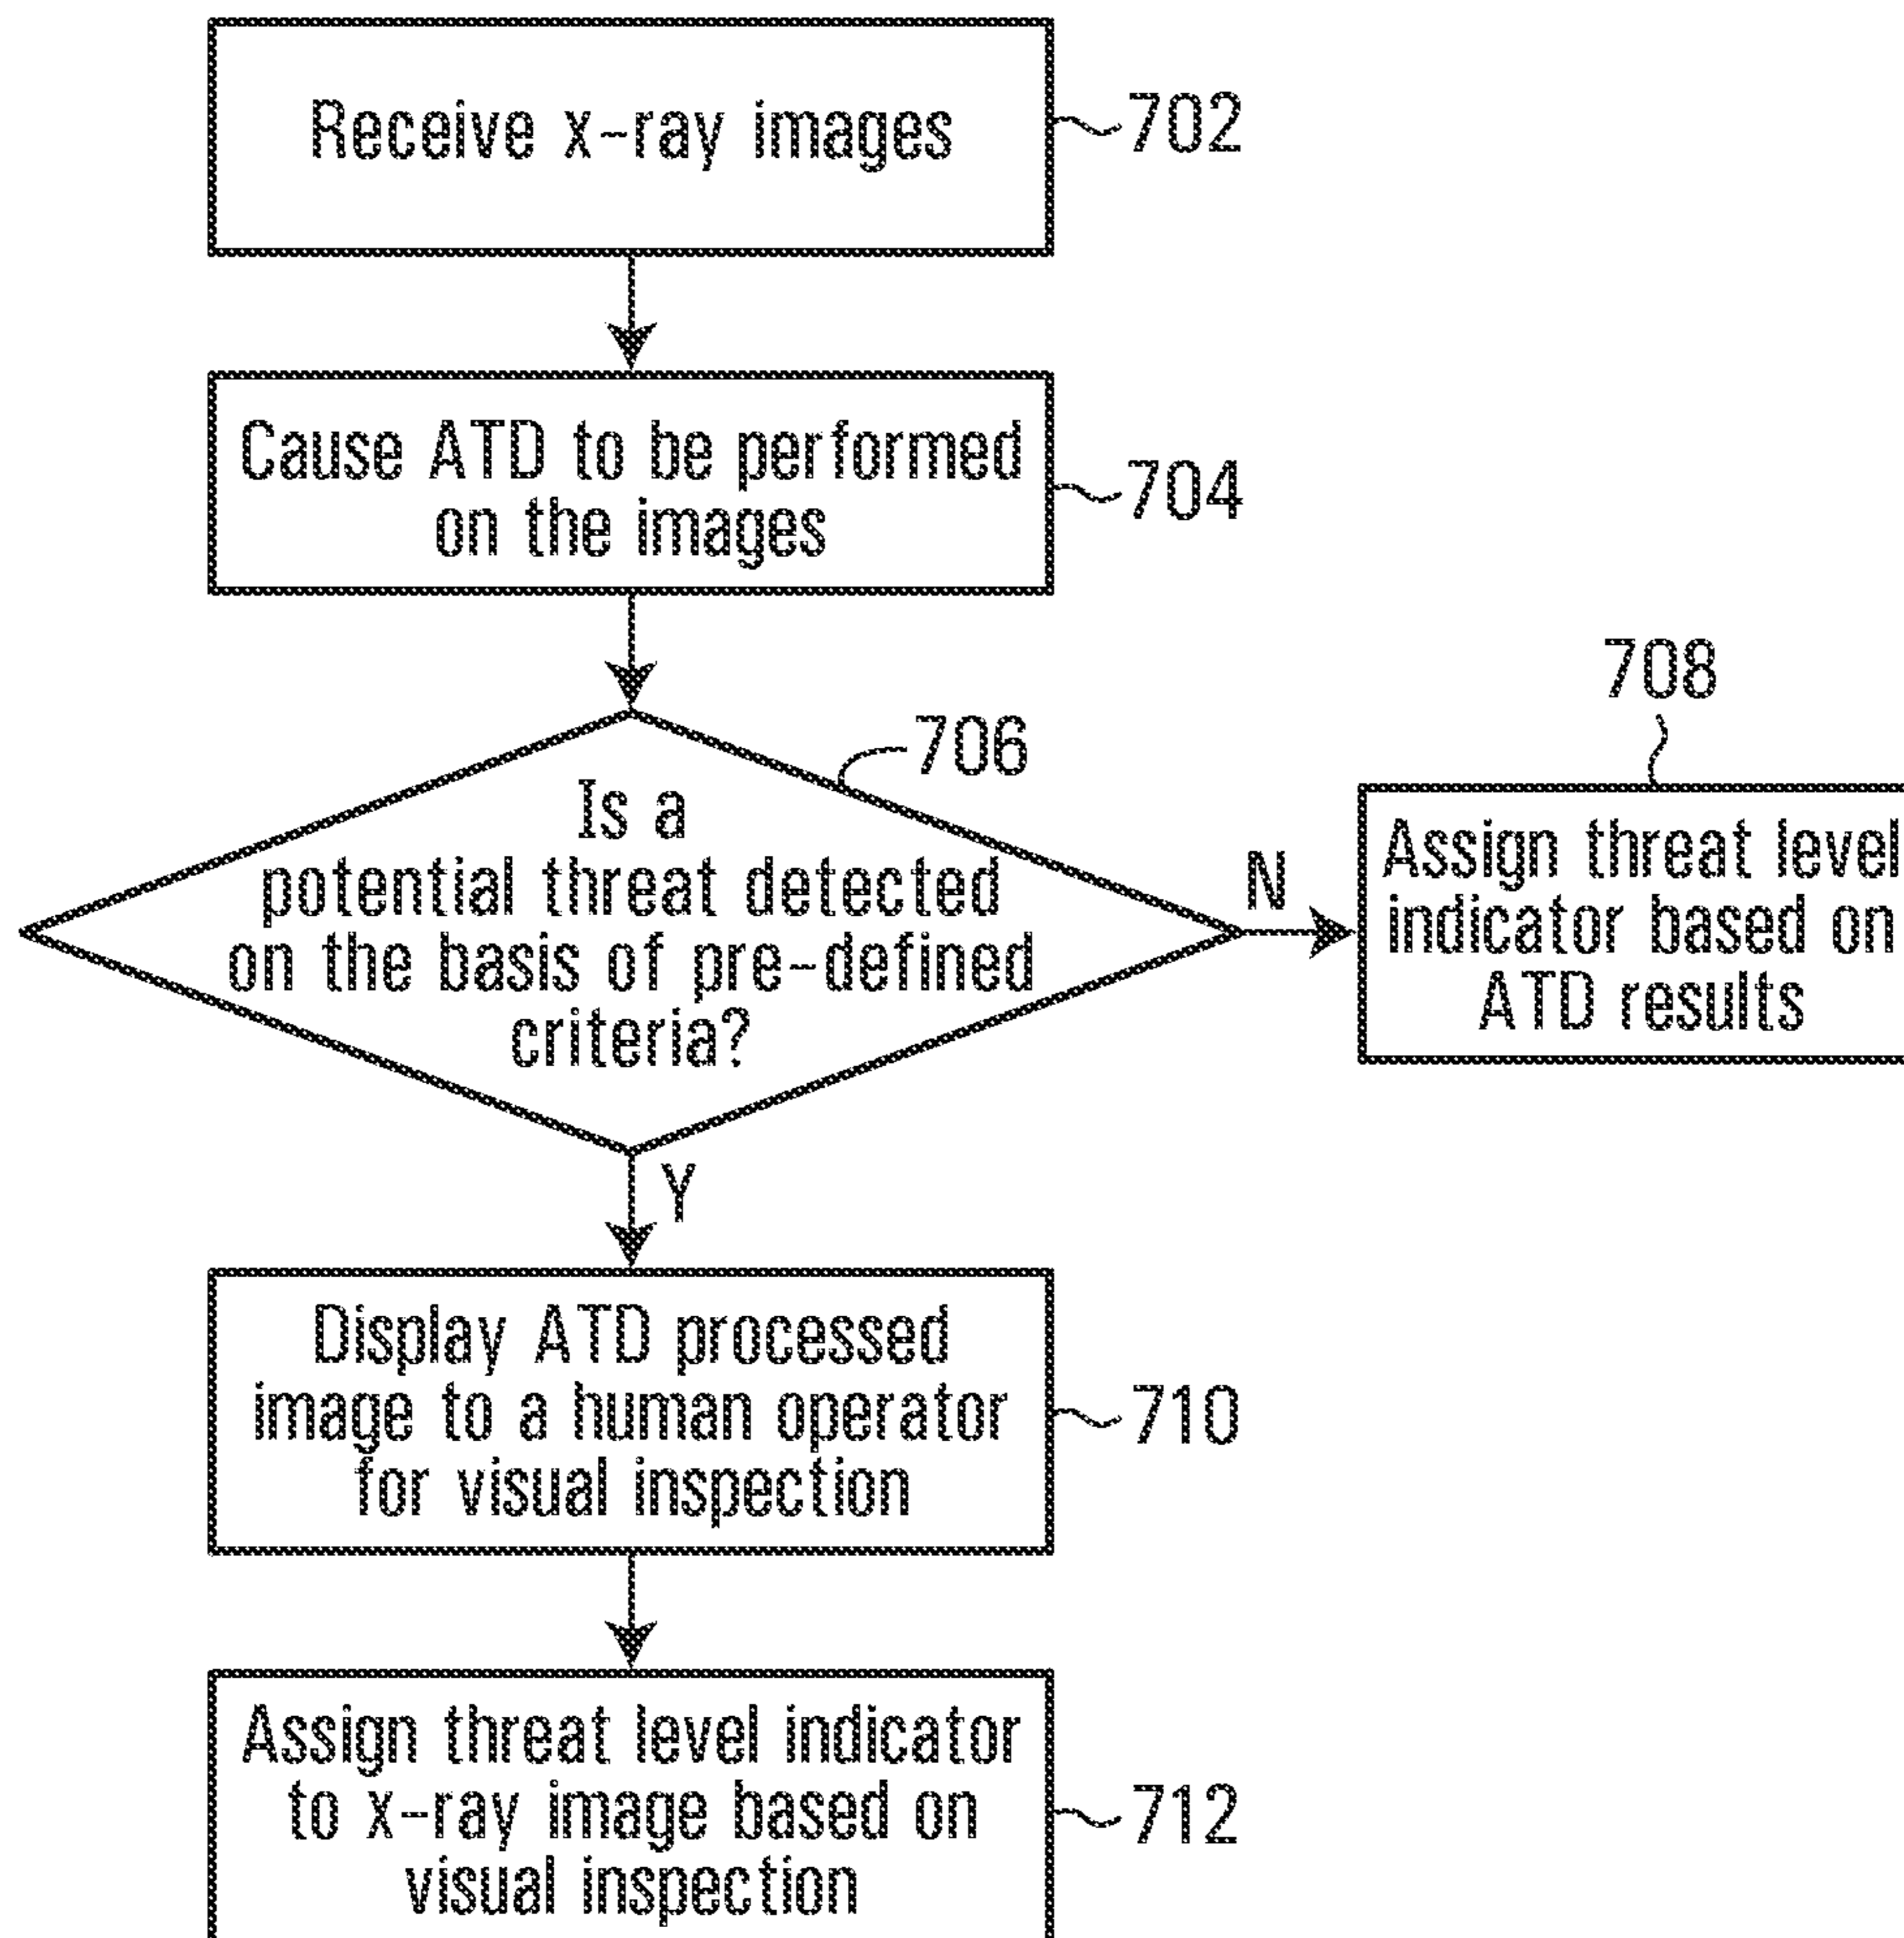 Receive x-ray images
702
Cause ATD to be performed
on the images
704
706
Is a
potential threat detected
on the basis of pre-defined
criteria?
N
708
Assign threat level
indicator based on
ATD results
Y
Display ATD processed
image to a human operator
for visual inspection
710
Assign threat level indicator
to x-ray image based on
visual inspection
712